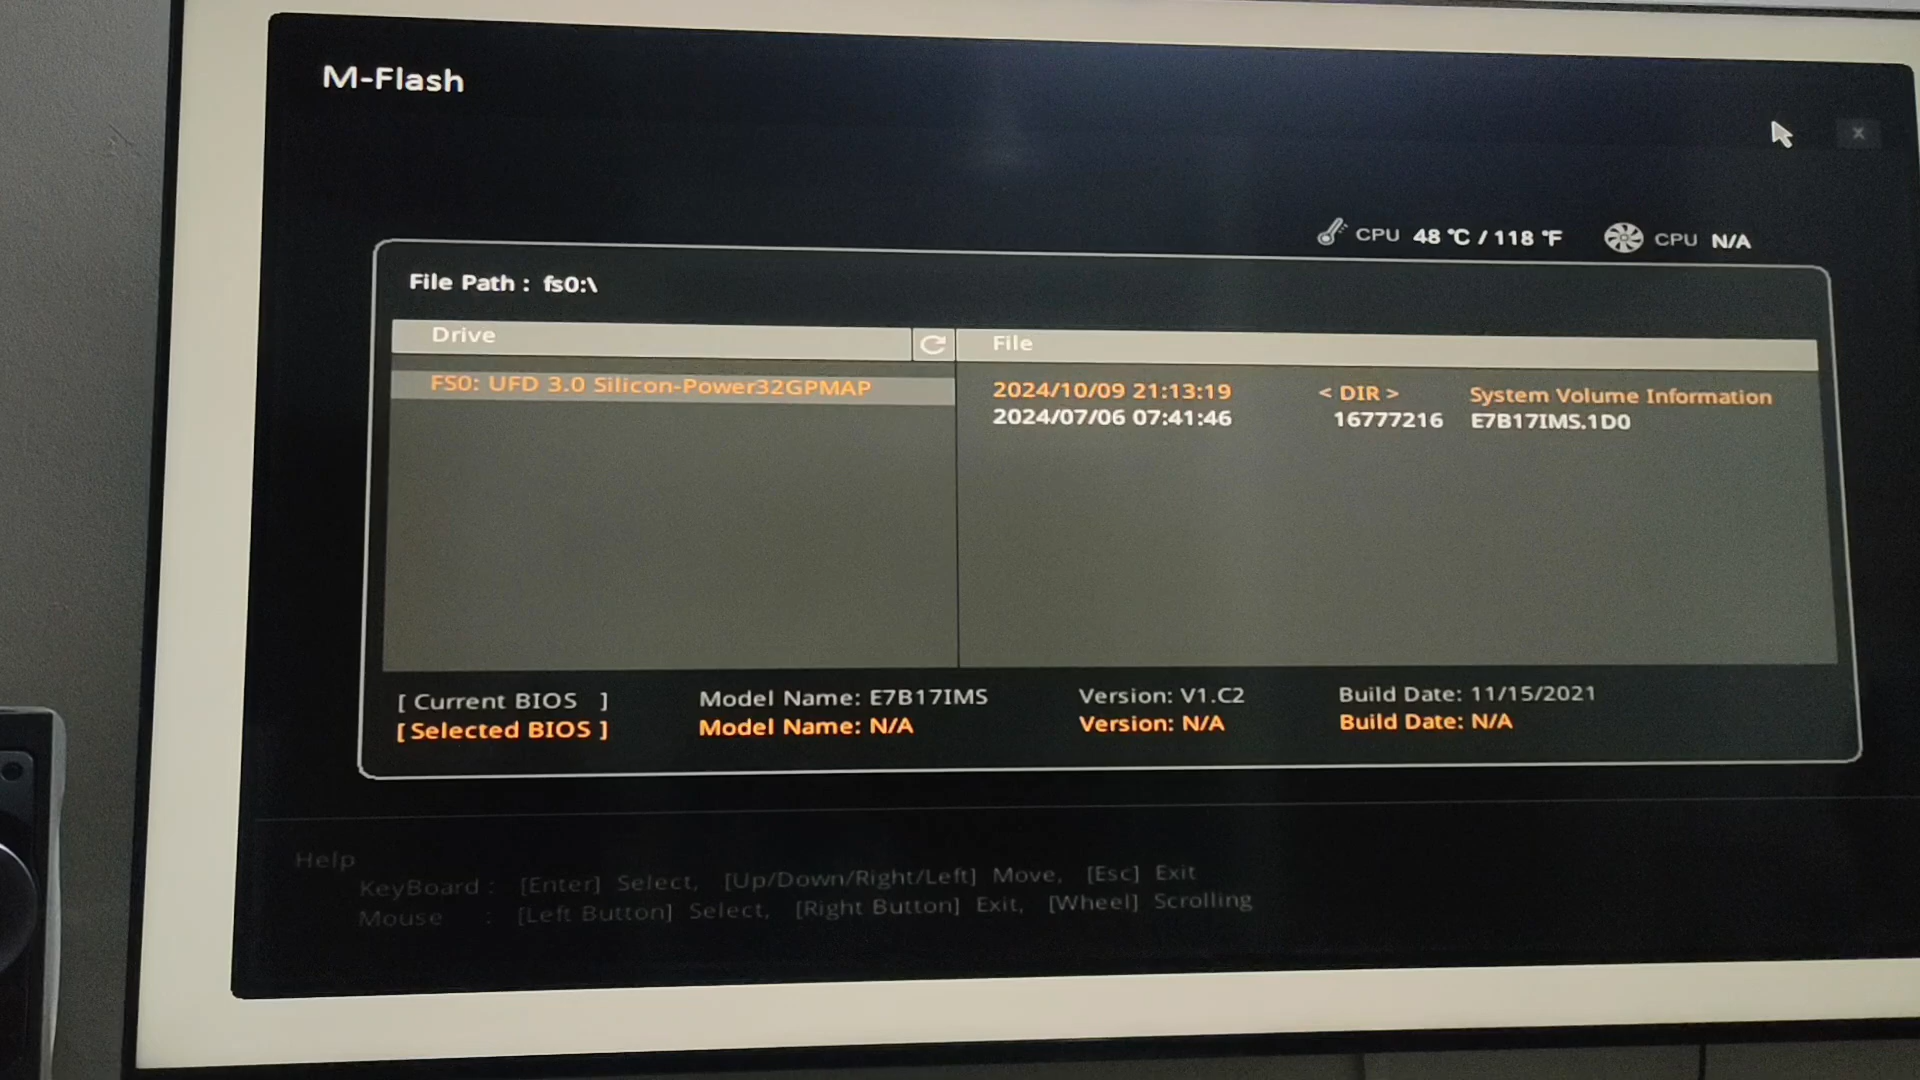 M-Flash
x
CPU 48 °C / 118 °F CPU N/A
File Path : fs0:\
Drive File
FS0: UFD 3.0 Silicon-Power32GPMAP
2024/10/09 21:13:19 < DIR > System Volume Information
2024/07/06 07:41:46 16777216 E7B17IMS.1D0
[ Current BIOS ] Model Name: E7B17IMS Version: V1.C2 Build Date: 11/15/2021
[ Selected BIOS ] Model Name: N/A Version: N/A Build Date: N/A
Help
KeyBoard : [Enter] Select, [Up/Down/Right/Left] Move, [Esc] Exit
Mouse : [Left Button] Select, [Right Button] Exit, [Wheel] Scrolling